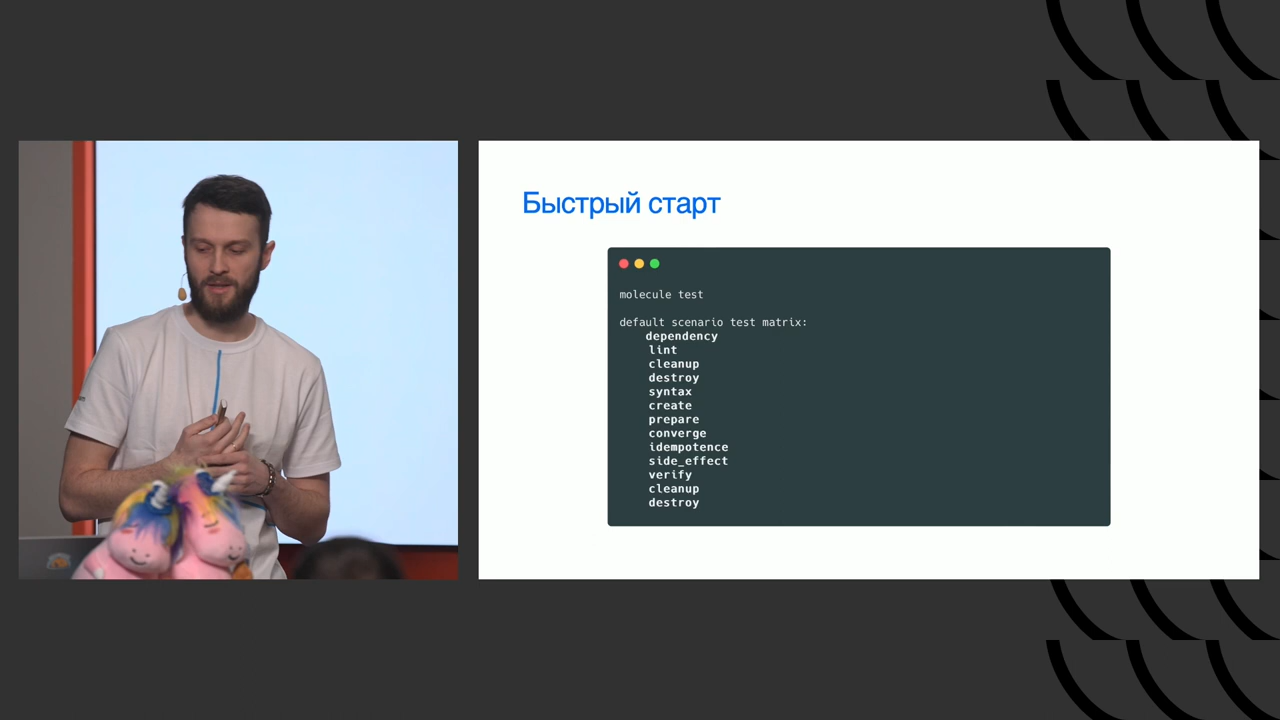 Быстрый старт
molecule test
default scenario test matrix:
dependency
lint
cleanup
destroy
syntax
create
prepare
converge
idempotence
side_effect
verify
cleanup
destroy